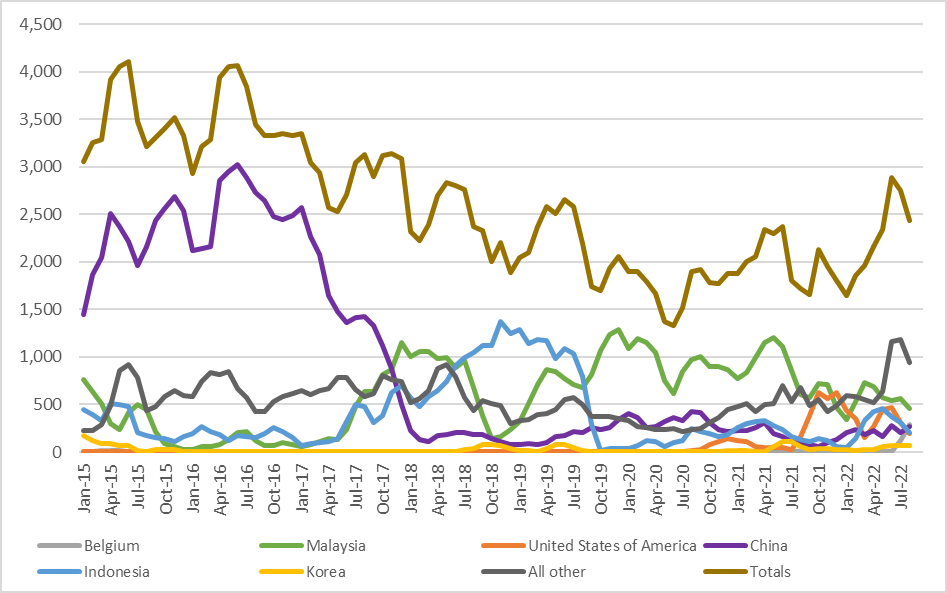 4,500
4,000
3,500
3,000
2,500
2,000
1,500
1,000
500
0
Jan-15
Apr-15
Jul-15
Oct-15
Jan-16
Apr-16
Jul-16
Oct-16
Jan-17
Apr-17
Jul-17
Oct-17
Jan-18
Apr-18
Jul-18
Oct-18
Jan-19
Apr-19
Jul-19
Oct-19
Jan-20
Apr-20
Jul-20
Oct-20
Jan-21
Apr-21
Jul-21
Oct-21
Jan-22
Apr-22
Jul-22
Belgium Malaysia United States of America China
Indonesia Korea All other Totals